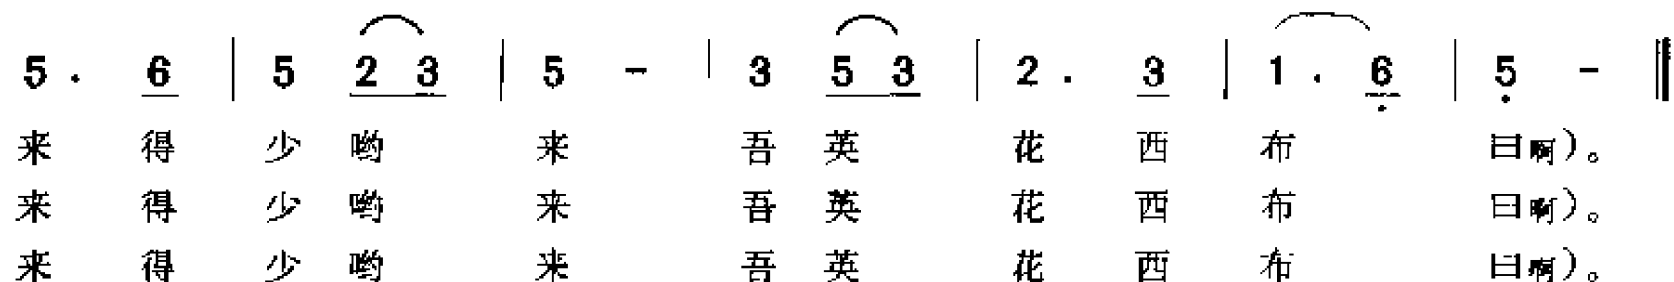 5 . 6 | 5 2 3 | 5 - | 3 5 3 | 2 . 3 | 1 . 6 | 5 - ‖
来 得 少 哟 来 吾 英 花 西 布 曰啊)。
来 得 少 哟 来 吾 英 花 西 布 曰啊)。
来 得 少 哟 来 吾 英 花 西 布 曰啊)。